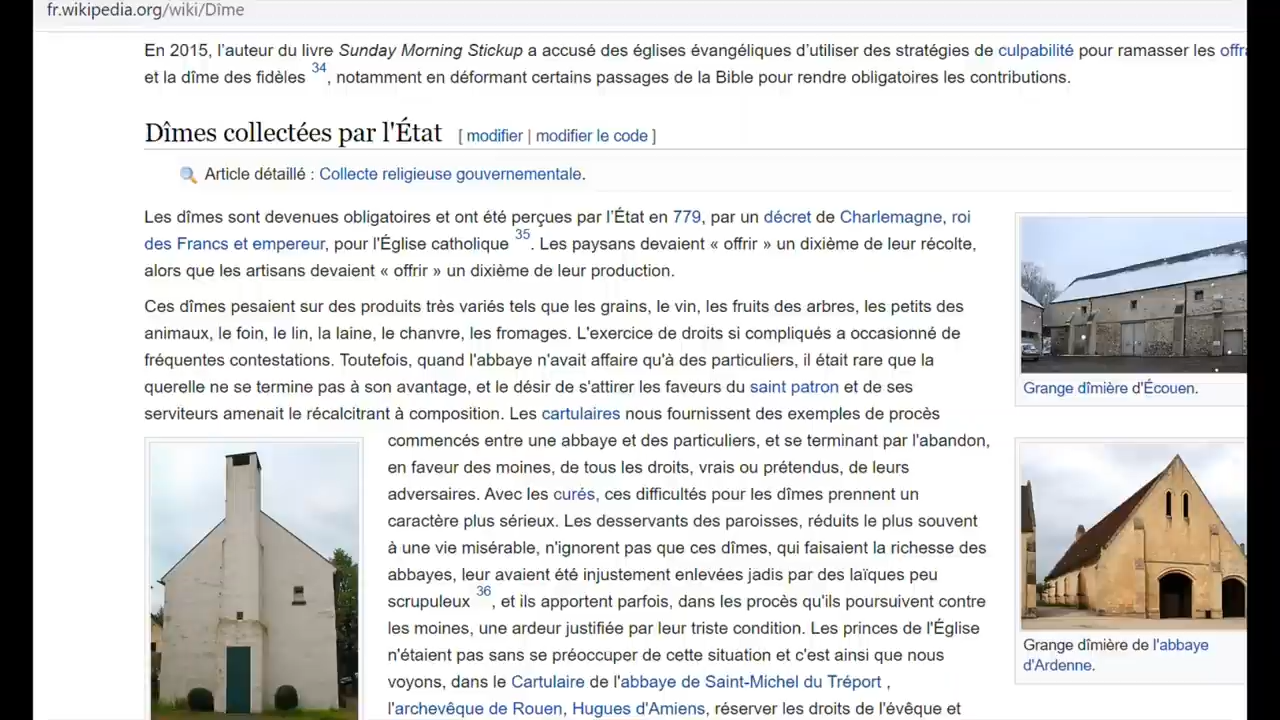 fr.wikipedia.org/wiki/Dîme
En 2015, l'auteur du livre Sunday Morning Stickup a accusé des églises évangéliques d'utiliser des stratégies de culpabilité pour ramasser les
et la dîme des fidèles 34, notamment en déformant certains passages de la Bible pour rendre obligatoires les contributions.
Dîmes collectées par l'État [ modifier | modifier le code ]
Article détaillé : Collecte religieuse gouvernementale.
Les dîmes sont devenues obligatoires et ont été perçues par l'État en 779, par un décret de Charlemagne, roi
des Francs et empereur, pour l'Église catholique 35. Les paysans devaient « offrir » un dixième de leur récolte,
alors que les artisans devaient « offrir » un dixième de leur production.
Ces dîmes pesaient sur des produits très variés tels que les grains, le vin, les fruits des arbres, les petits des
animaux, le foin, le lin, la laine, le chanvre, les fromages. L'exercice de droits si compliqués a occasionné de
fréquentes contestations. Toutefois, quand l'abbaye n'avait affaire qu'à des particuliers, il était rare que la
querelle ne se termine pas à son avantage, et le désir de s'attirer les faveurs du saint patron et de ses
serviteurs amenait le récalcitrant à composition. Les cartulaires nous fournissent des exemples de procès
commencés entre une abbaye et des particuliers, et se terminant par l'abandon,
en faveur des moines, de tous les droits, vrais ou prétendus, de leurs
adversaires. Avec les curés, ces difficultés pour les dîmes prennent un
caractère plus sérieux. Les desservants des paroisses, réduits le plus souvent
à une vie misérable, n'ignorent pas que ces dîmes, qui faisaient la richesse des
abbayes, leur avaient été injustement enlevées jadis par des laïques peu
scrupuleux 36, et ils apportent parfois, dans les procès qu'ils poursuivent contre
les moines, une ardeur justifiée par leur triste condition. Les princes de l'Église
n'étaient pas sans se préoccuper de cette situation et c'est ainsi que nous
voyons, dans le Cartulaire de l'abbaye de Saint-Michel du Tréport ,
l'archevêque de Rouen, Hugues d'Amiens, réserver les droits de l'évêque et
Grange dîmière d'Écouen.
Grange dîmière de l'abbaye
d'Ardenne.